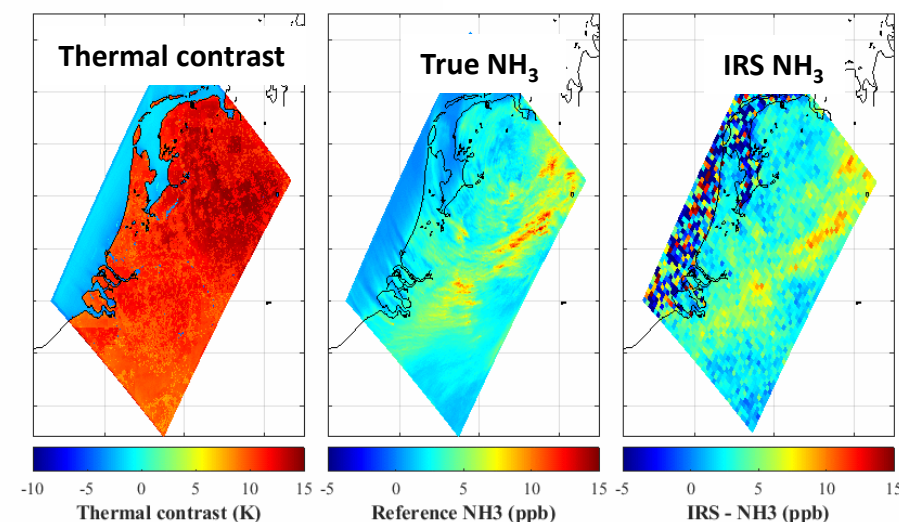 Thermal contrast
True NH3
IRS NH3
-10 -5 0 5 10 15
Thermal contrast (K)
-5 0 5 10 15
Reference NH3 (ppb)
-5 0 5 10 15
IRS - NH3 (ppb)